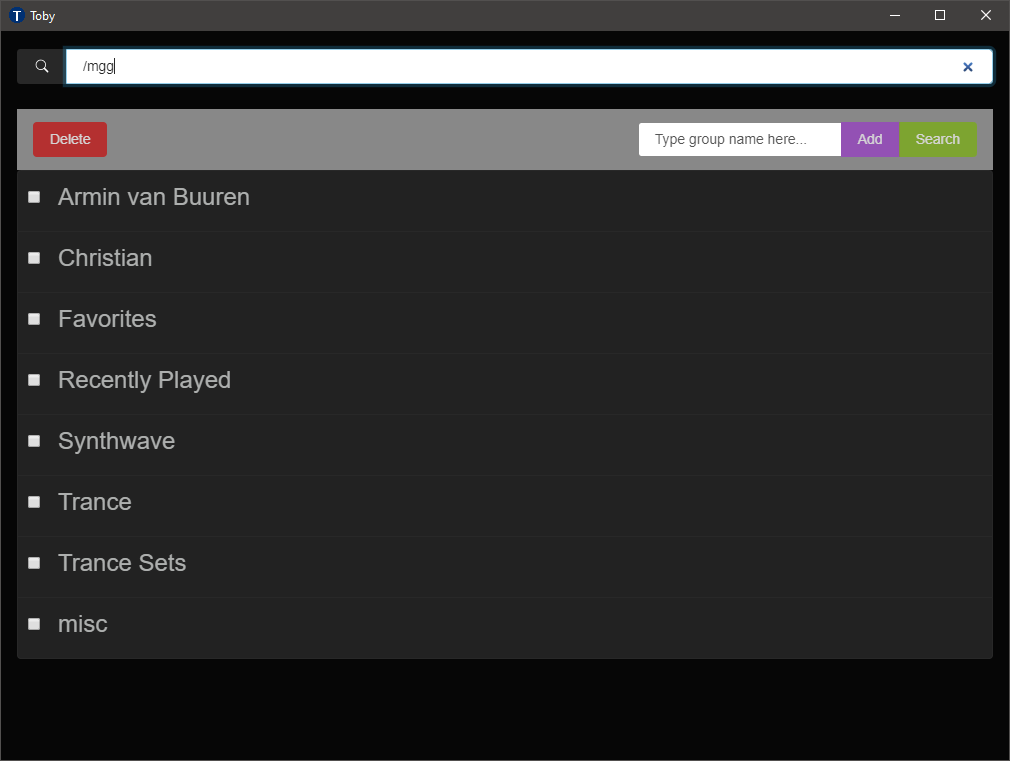 T Toby
/mgg
Delete Type group name here... Add Search
Armin van Buuren
Christian
Favorites
Recently Played
Synthwave
Trance
Trance Sets
misc